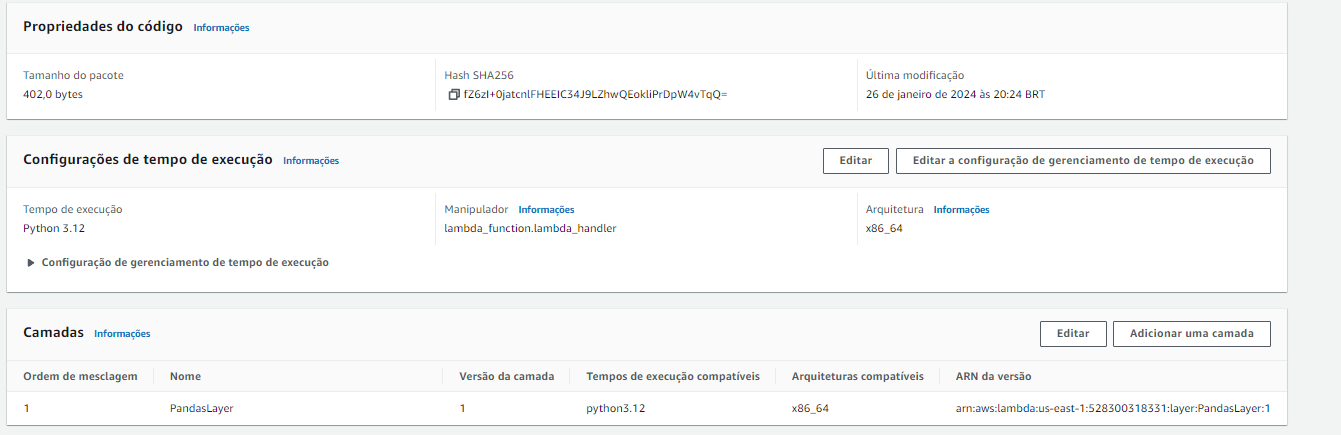 Propriedades do código Informações
Tamanho do pacote Hash SHA256 Última modificação
402,0 bytes fZ6zI+0jatcnlFHEEIC34J9LZhwQEokliPrDpW4vTqQ= 26 de janeiro de 2024 às 20:24 BRT
Configurações de tempo de execução Informações Editar Editar a configuração de gerenciamento de tempo de execução
Tempo de execução Manipulador Informações Arquitetura Informações
Python 3.12 lambda_function.lambda_handler x86_64
Configuração de gerenciamento de tempo de execução
Camadas Informações Editar Adicionar uma camada
Ordem de mesclagem Nome Versão da camada Tempos de execução compatíveis Arquiteturas compatíveis ARN da versão
1 PandasLayer 1 python3.12 x86_64 arn:aws:lambda:us-east-1:528300318331:layer:PandasLayer:1